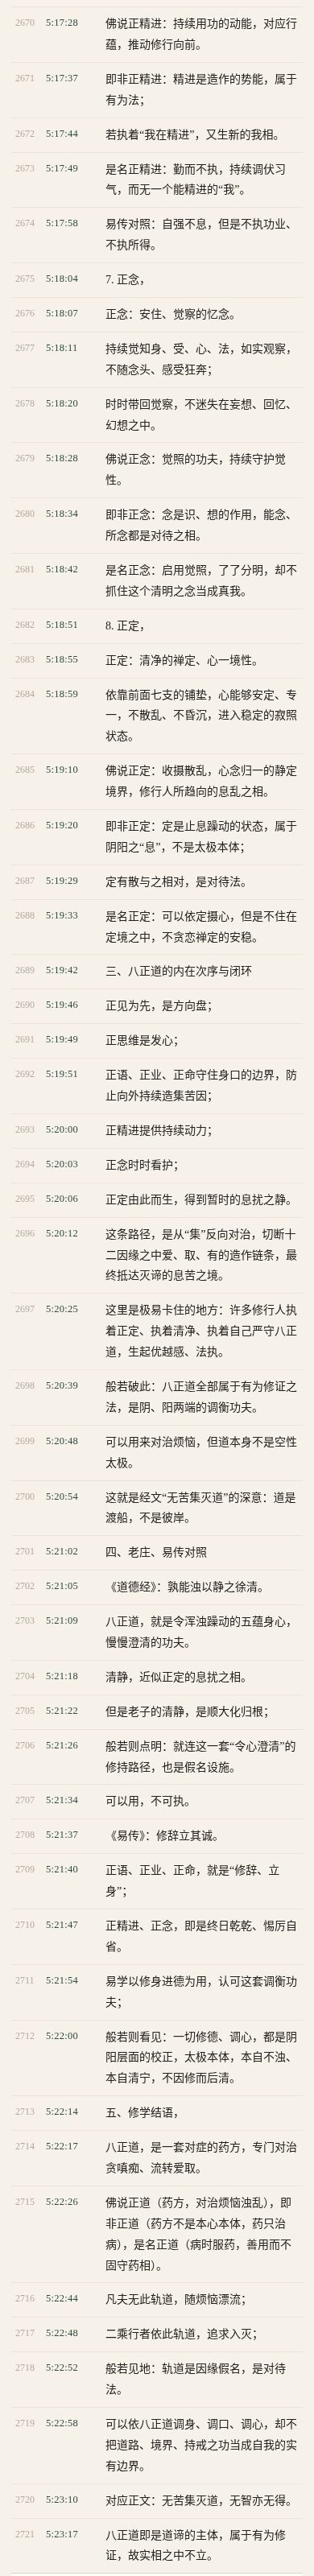 2670 5:17:28 佛说正精进：持续用功的动能，对应行
蕴，推动修行向前。
2671 5:17:37 即非正精进：精进是造作的势能，属于
有为法；
2672 5:17:44 若执着“我在精进”，又生新的我相。
2673 5:17:49 是名正精进：勤而不执，持续调伏习
气，而无一个能精进的“我”。
2674 5:17:58 易传对照：自强不息，但是不执功业、
不执所得。
2675 5:18:04 7. 正念，
2676 5:18:07 正念：安住、觉察的忆念。
2677 5:18:11 持续觉知身、受、心、法，如实观察，
不随念头、感受狂奔；
2678 5:18:20 时时带回觉察，不迷失在妄想、回忆、
幻想之中。
2679 5:18:28 佛说正念：觉照的功夫，持续守护觉
性。
2680 5:18:34 即非正念：念是识、想的作用，能念、
所念都是对待之相。
2681 5:18:42 是名正念：启用觉照，了了分明，却不
抓住这个清明之念当成真我。
2682 5:18:51 8. 正定，
2683 5:18:55 正定：清净的禅定、心一境性。
2684 5:18:59 依靠前面七支的铺垫，心能够安定、专
一，不散乱、不昏沉，进入稳定的寂照
状态。
2685 5:19:10 佛说正定：收摄散乱，心念归一的静定
境界，修行人所趋向的息乱之相。
2686 5:19:20 即非正定：定是止息躁动的状态，属于
阴阳之“息”，不是太极本体；
2687 5:19:29 定有散与之相对，是对待法。
2688 5:19:33 是名正定：可以依定摄心，但是不住在
定境之中，不贪恋禅定的安稳。
2689 5:19:42 三、八正道的内在次序与闭环
2690 5:19:46 正见为先，是方向盘；
2691 5:19:49 正思维是发心；
2692 5:19:51 正语、正业、正命守住身口的边界，防
止向外持续造集苦因；
2693 5:20:00 正精进提供持续动力；
2694 5:20:03 正念时时看护；
2695 5:20:06 正定由此而生，得到暂时的息扰之静。
2696 5:20:12 这条路径，是从“集”反向对治，切断十
二因缘之中爱、取、有的造作链条，最
终抵达灭谛的息苦之境。
2697 5:20:25 这里是极易卡住的地方：许多修行人执
着正定、执着清净、执着自己严守八正
道，生起优越感、法执。
2698 5:20:39 般若破此：八正道全部属于有为修证之
法，是阴、阳两端的调衡功夫。
2699 5:20:48 可以用来对治烦恼，但道本身不是空性
太极。
2700 5:20:54 这就是经文“无苦集灭道”的深意：道是
渡船，不是彼岸。
2701 5:21:02 四、老庄、易传对照
2702 5:21:05 《道德经》：孰能浊以静之徐清。
2703 5:21:09 八正道，就是令浑浊躁动的五蕴身心，
慢慢澄清的功夫。
2704 5:21:18 清静，近似正定的息扰之相。
2705 5:21:22 但是老子的清静，是顺大化归根；
2706 5:21:26 般若则点明：就连这一套“令心澄清”的
修持路径，也是假名设施。
2707 5:21:34 可以用，不可执。
2708 5:21:37 《易传》：修辞立其诚。
2709 5:21:40 正语、正业、正命，就是“修辞、立
身”；
2710 5:21:47 正精进、正念，即是终日乾乾、惕厉自
省。
2711 5:21:54 易学以修身进德为用，认可这套调衡功
夫；
2712 5:22:00 般若则看见：一切修德、调心，都是阴
阳层面的校正，太极本体，本自不浊、
本自清宁，不因修而后清。
2713 5:22:14 五、修学结语，
2714 5:22:17 八正道，是一套对症的药方，专门对治
贪嗔痴、流转爱取。
2715 5:22:26 佛说正道（药方，对治烦恼浊乱），即
非正道（药方不是本心本体，药只治
病），是名正道（病时服药，善用而不
固守药相）。
2716 5:22:44 凡夫无此轨道，随烦恼漂流；
2717 5:22:48 二乘行者依此轨道，追求入灭；
2718 5:22:52 般若见地：轨道是因缘假名，是对待
法。
2719 5:22:58 可以依八正道调身、调口、调心，却不
把道路、境界、持戒之功当成自我的实
有边界。
2720 5:23:10 对应正文：无苦集灭道，无智亦无得。
2721 5:23:17 八正道即是道谛的主体，属于有为修
证，故实相之中不立。